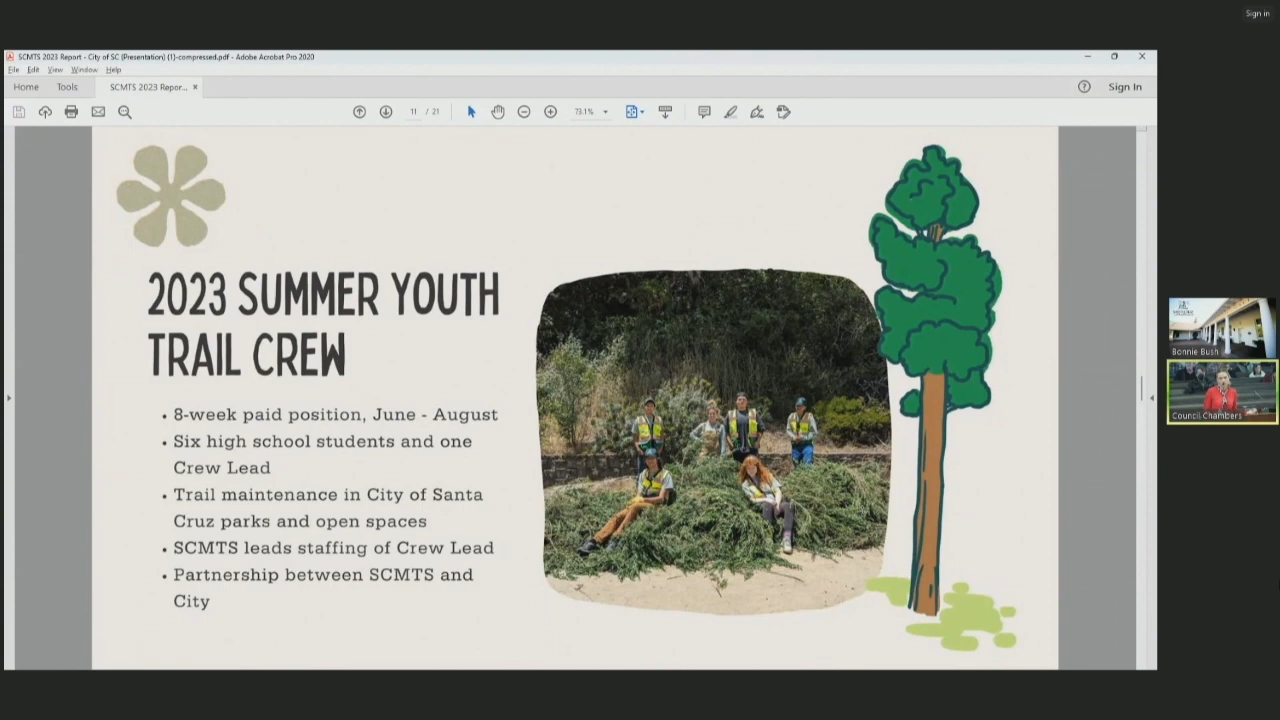 Sign in
SCMTS 2023 Report - City of SC (Presentation) (1)-compressed.pdf - Adobe Acrobat Pro 2020
File Edit View Window Help
Home Tools SCMTS 2023 Repor... × Sign In
11 / 21 73.1%
2023 SUMMER YOUTH
TRAIL CREW
• 8-week paid position, June - August
• Six high school students and one
Crew Lead
• Trail maintenance in City of Santa
Cruz parks and open spaces
• SCMTS leads staffing of Crew Lead
• Partnership between SCMTS and
City
Bonnie Bush
Council Chambers